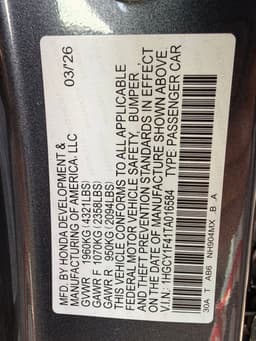 MFD. BY HONDA DEVELOPMENT & 03/'26
MANUFACTURING OF AMERICA, LLC
GVWR 1960KG (4321LBS)
GAWR F 1070KG (2358LBS)
GAWR R 950KG (2094LBS)
THIS VEHICLE CONFORMS TO ALL APPLICABLE
FEDERAL MOTOR VEHICLE SAFETY, BUMPER,
AND THEFT PREVENTION STANDARDS IN EFFECT
ON THE DATE OF MANUFACTURE SHOWN ABOVE.
V.I.N.: 1HGCY1F41TA016584 TYPE: PASSENGER CAR
30A T AB6 NH904MX B A